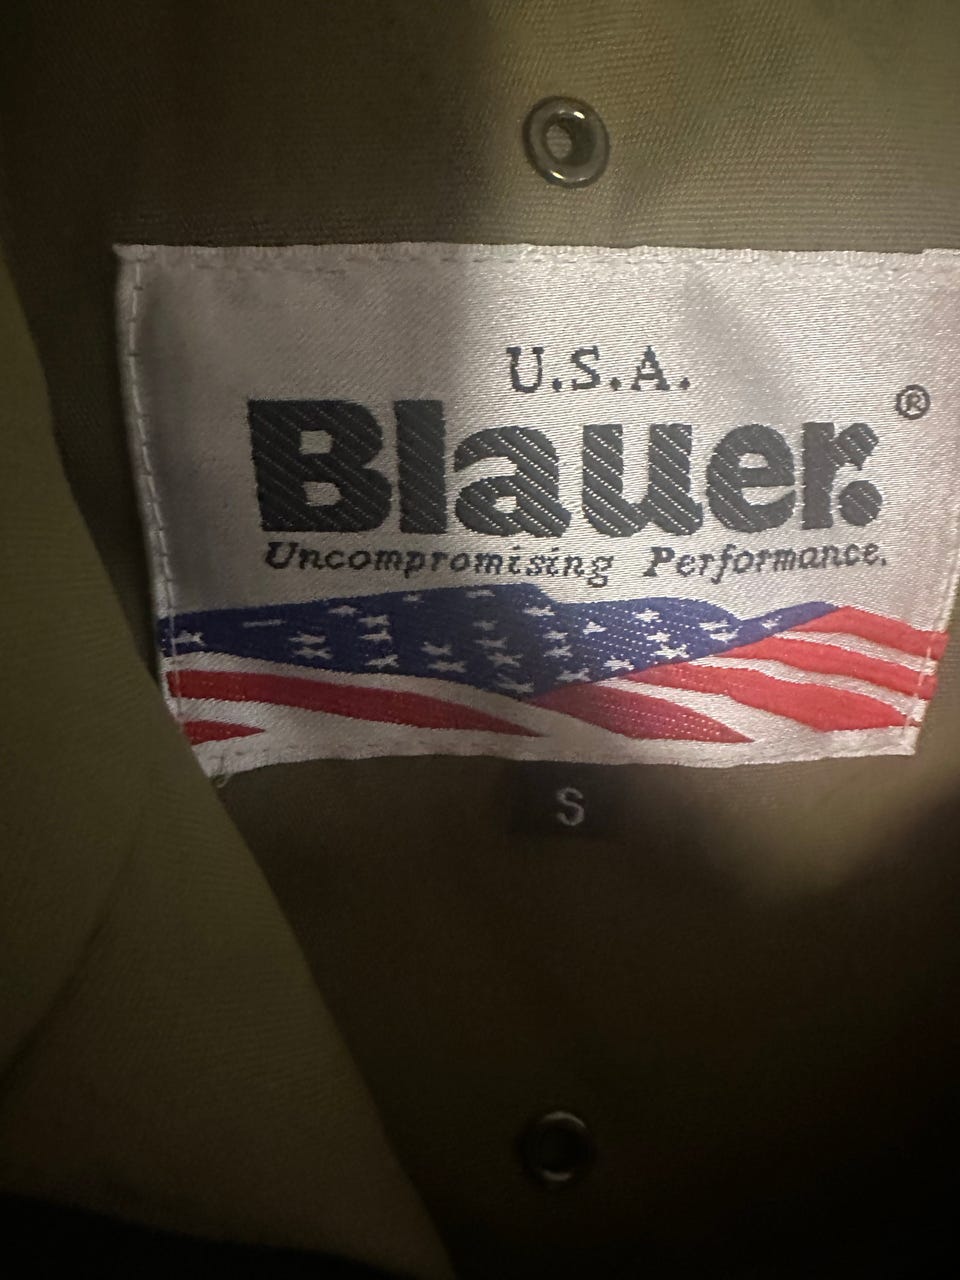 U.S.A.
Blauer.®
Uncompromising Performance.
S